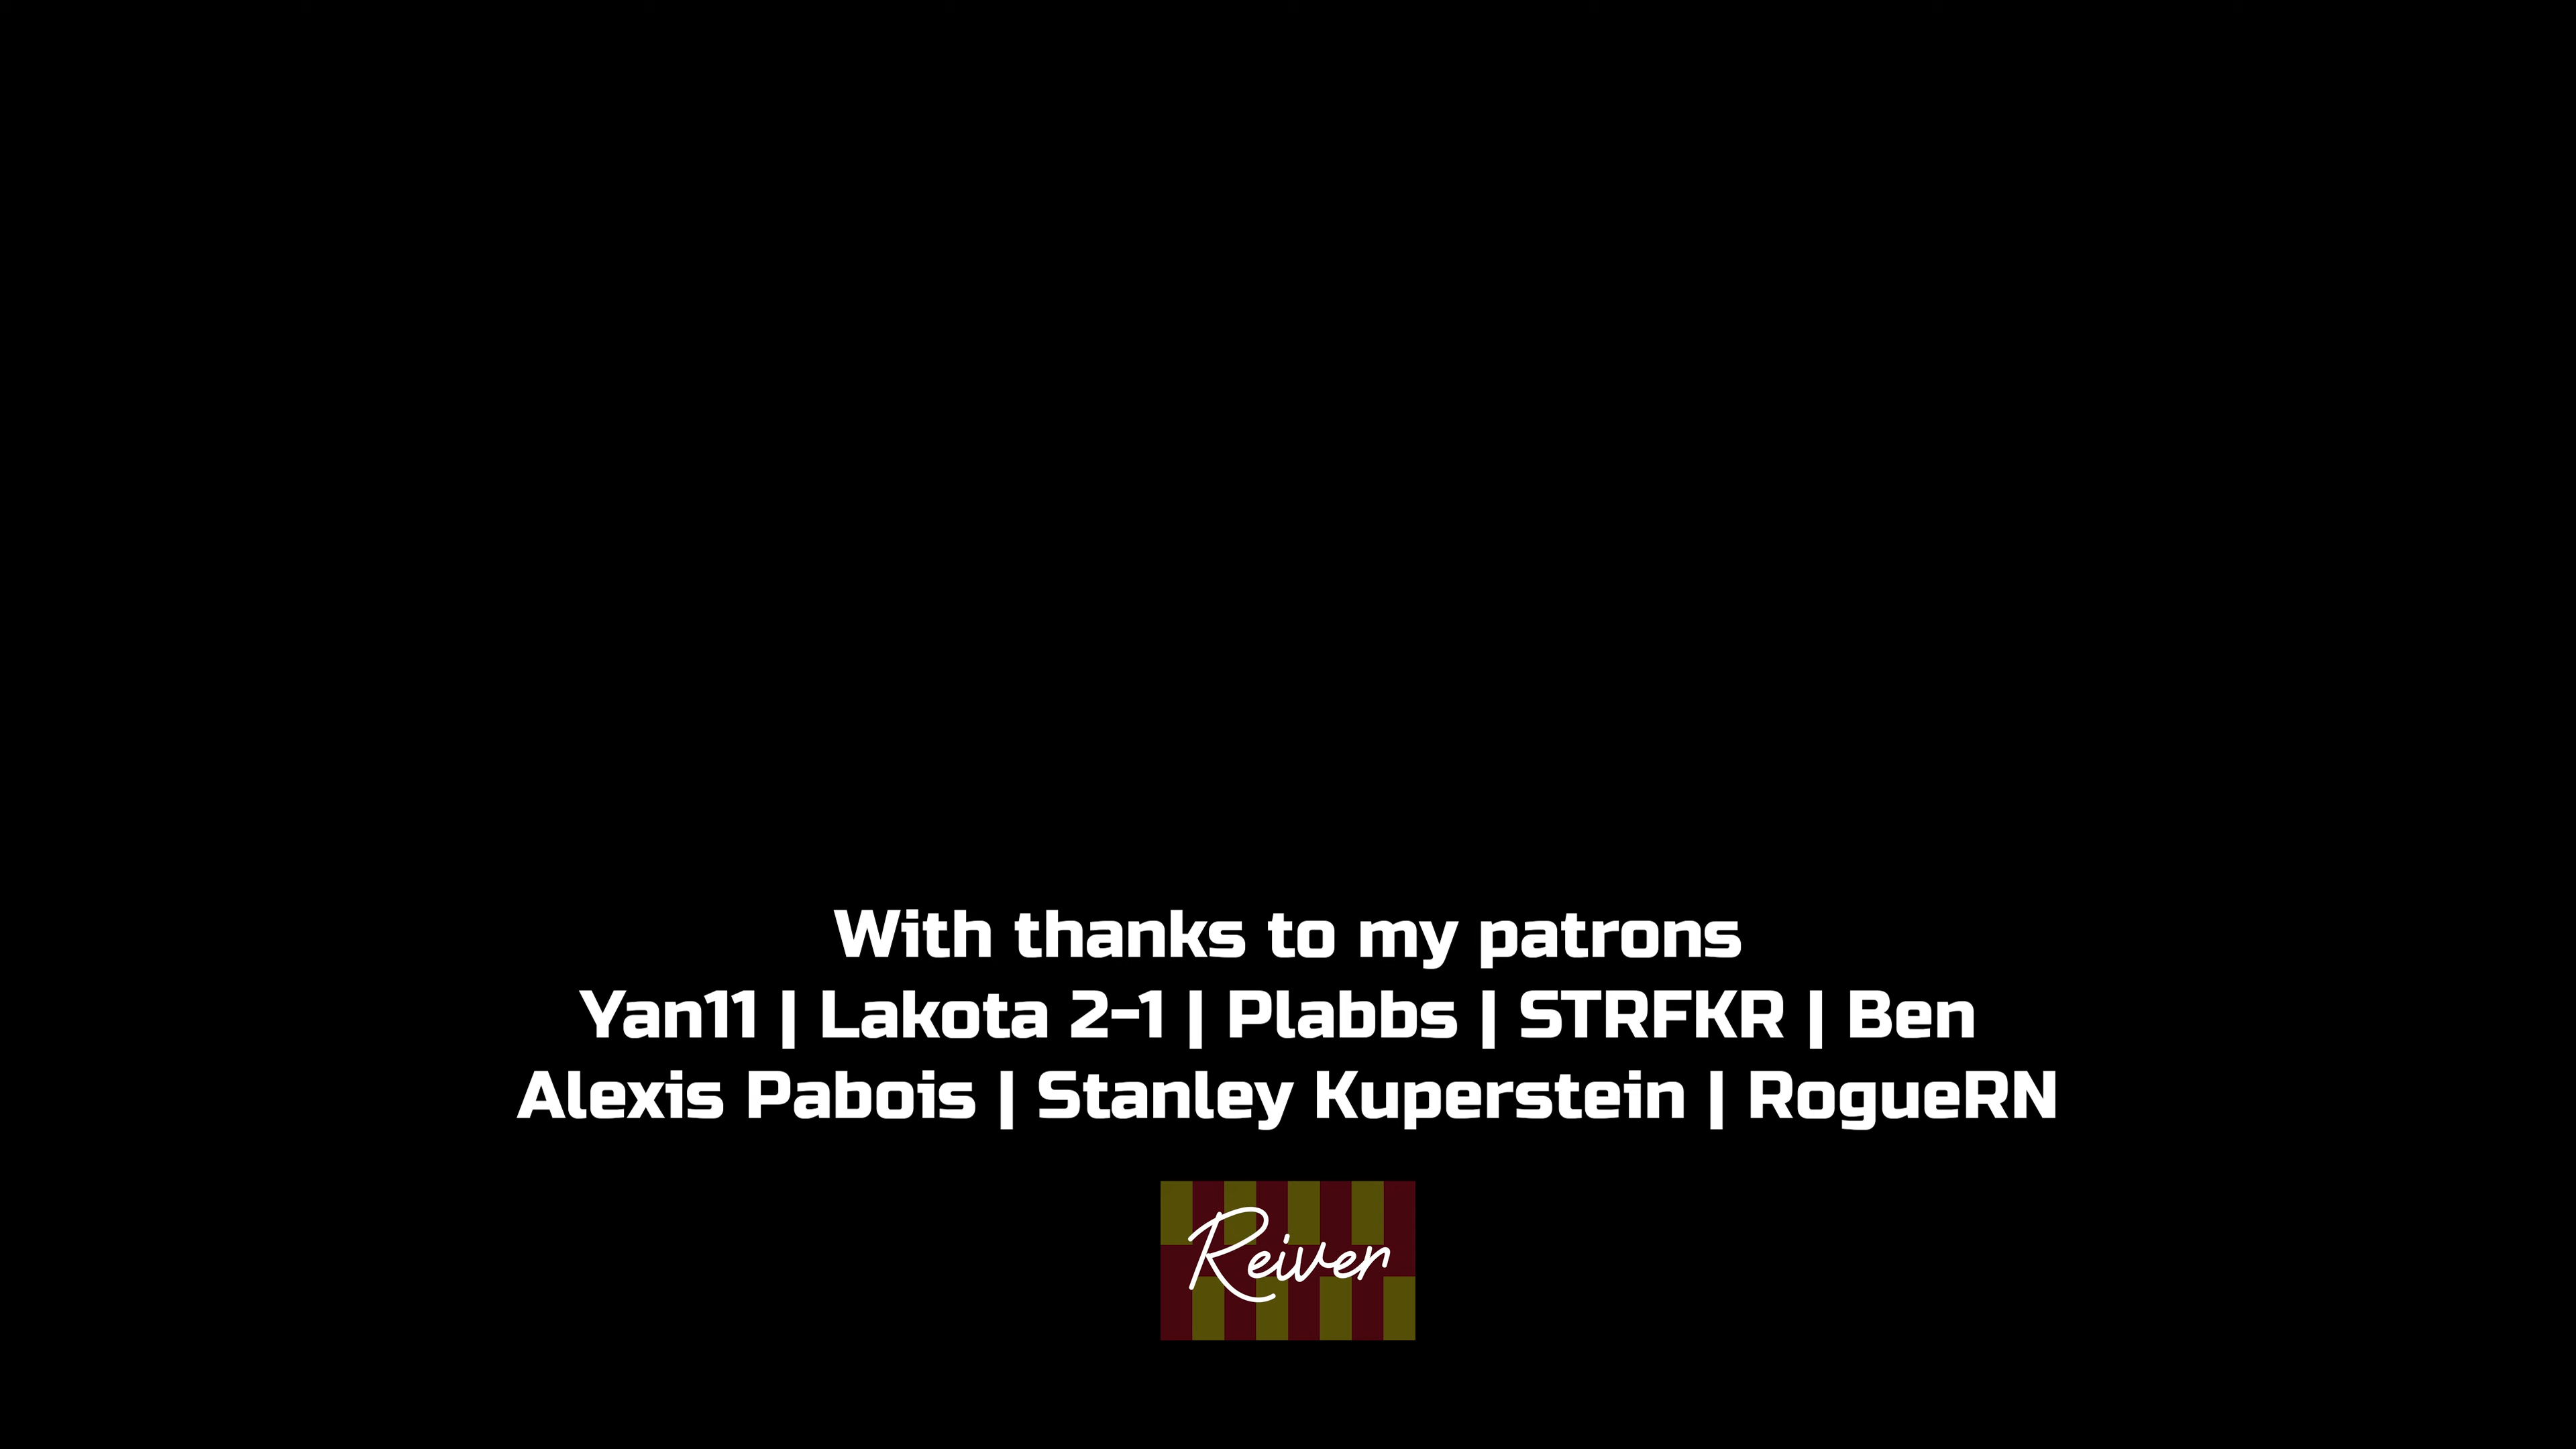 With thanks to my patrons
Yan11 | Lakota 2-1 | Plabbs | STRFKR | Ben
Alexis Pabois | Stanley Kuperstein | RogueRN
Reiver